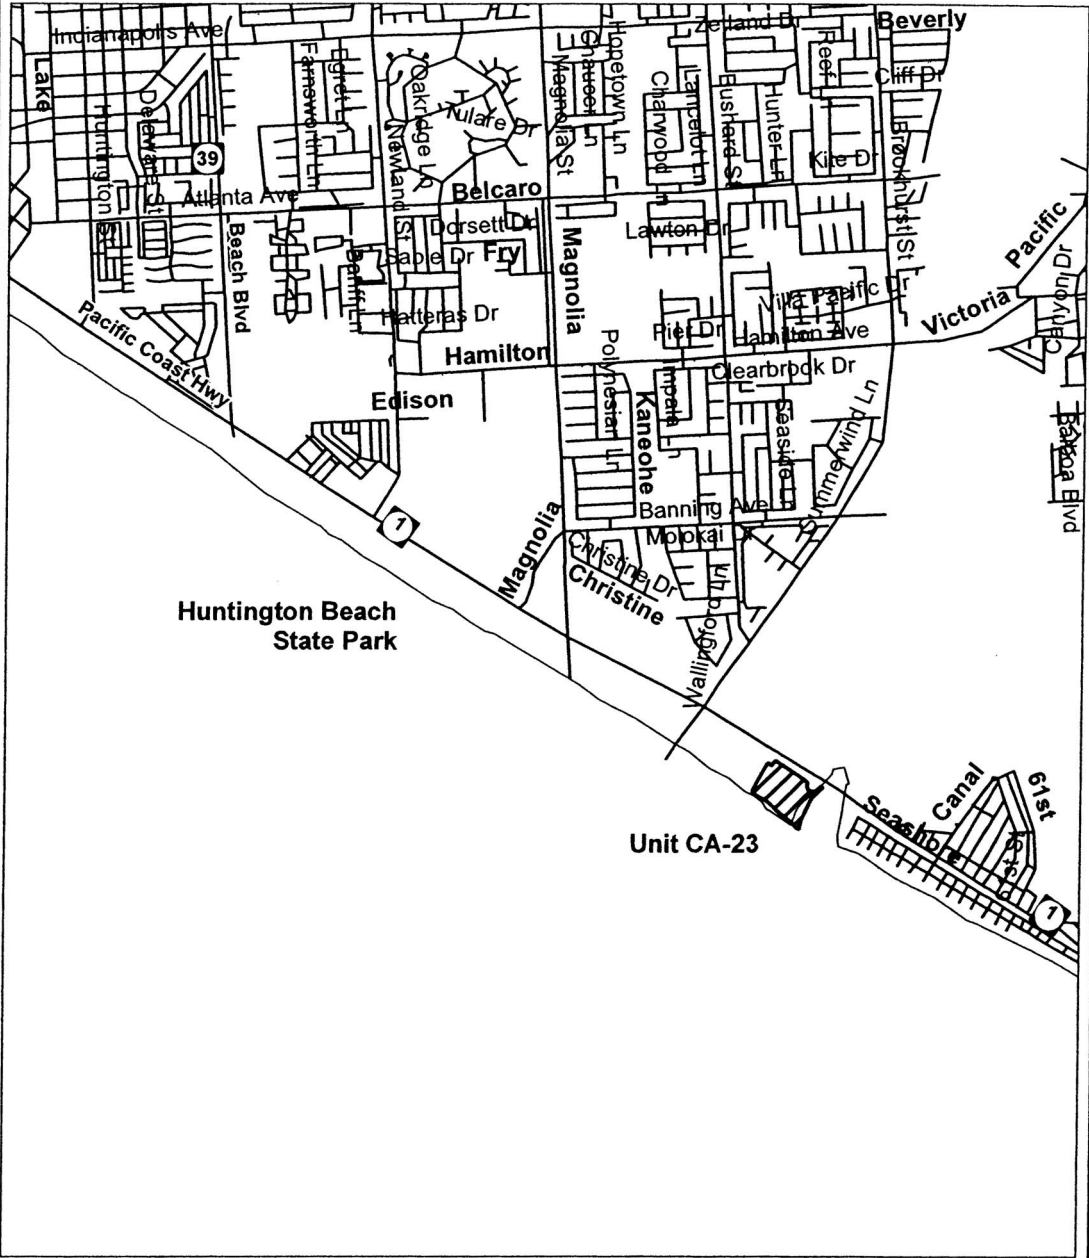 Indianapolis Ave
Zetland Dr
Beverly
Lake
Huntington St
Delaware St
39
Farnsworth Ln
Egret Ln
Oakridge Ln
Newland St
Tulare Dr
Magnolia St
Chaucer Ln
Hopetown Ln
Charwood Ln
Lancelot Ln
Bushard St
Hunter Ln
Reef
Cliff Dr
Kite Dr
Brookhurst St
Atlanta Ave
Belcaro
Beach Blvd
Banff Ln
Dorsett Dr
Sable Dr
Fry
Magnolia
Lawton Dr
Pacific
Canyon Dr
Victoria
Villa Pacific Dr
Hatteras Dr
Pier Dr
Hamilton Ave
Pacific Coast Hwy
Hamilton
Clearbrook Dr
Polynesian Ln
Impala Ln
Edison
Kaneohe
Seaside Ln
Summerwind Ln
Balboa Blvd
Banning Ave
Molokai Dr
1
Magnolia
Christine Dr
Christine
Wallingford Ln
Huntington Beach
State Park
Unit CA-23
Seashore
Canal
61st
1